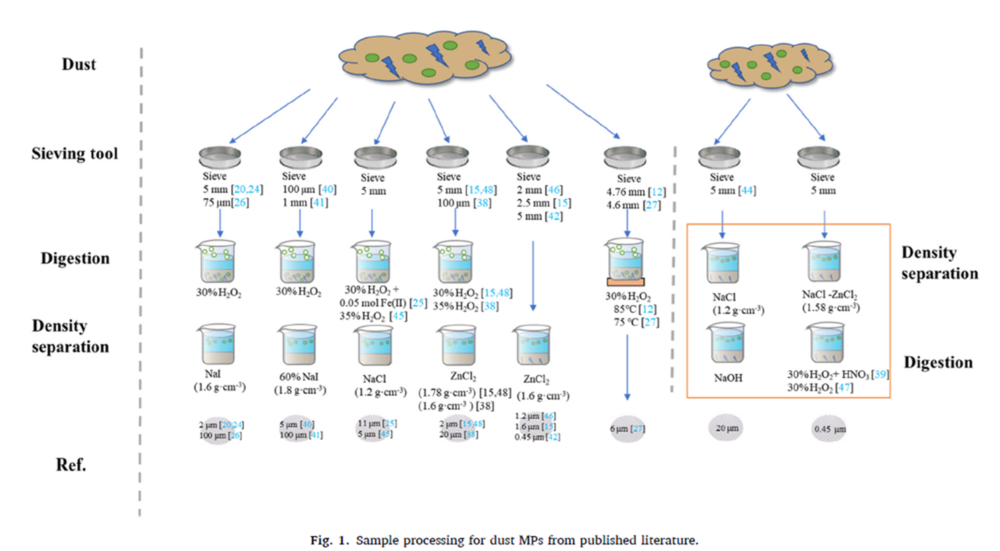 Dust
Sieving tool
Sieve
5 mm [20,24]
75 μm[26]
Sieve
100 μm [40]
1 mm [41]
Sieve
5 mm
Sieve
5 mm [15,48]
100 μm [38]
Sieve
2 mm [46]
2.5 mm [15]
5 mm [42]
Sieve
4.76 mm [12]
4.6 mm [27]
Sieve
5 mm [44]
Sieve
5 mm
Digestion
30%H₂O₂
30%H₂O₂
30%H₂O₂ +
0.05 mol Fe(II) [25]
35%H₂O₂ [45]
30%H₂O₂ [15,48]
35%H₂O₂ [38]
30%H₂O₂
85°C [12]
75 °C [27]
Density
separation
NaCl
(1.2 g·cm⁻³)
NaCl -ZnCl₂
(1.58 g·cm⁻³)
Density
separation
NaI
(1.6 g·cm⁻³)
60% NaI
(1.8 g·cm⁻³)
NaCl
(1.2 g·cm⁻³)
ZnCl₂
(1.78 g·cm⁻³) [15,48]
(1.6 g·cm⁻³ ) [38]
ZnCl₂
(1.6 g·cm⁻³)
Digestion
NaOH
30%H₂O₂+ HNO₃ [39]
30%H₂O₂ [47]
2 μm [20,24]
100 μm [26]
5 μm [40]
100 μm [41]
11 μm [25]
5 μm [45]
2 μm [15,48]
20 μm [38]
1.2 μm [46]
1.6 μm [15]
0.45 μm [42]
6 μm [27]
20 μm
0.45 μm
Ref.
Fig. 1. Sample processing for dust MPs from published literature.